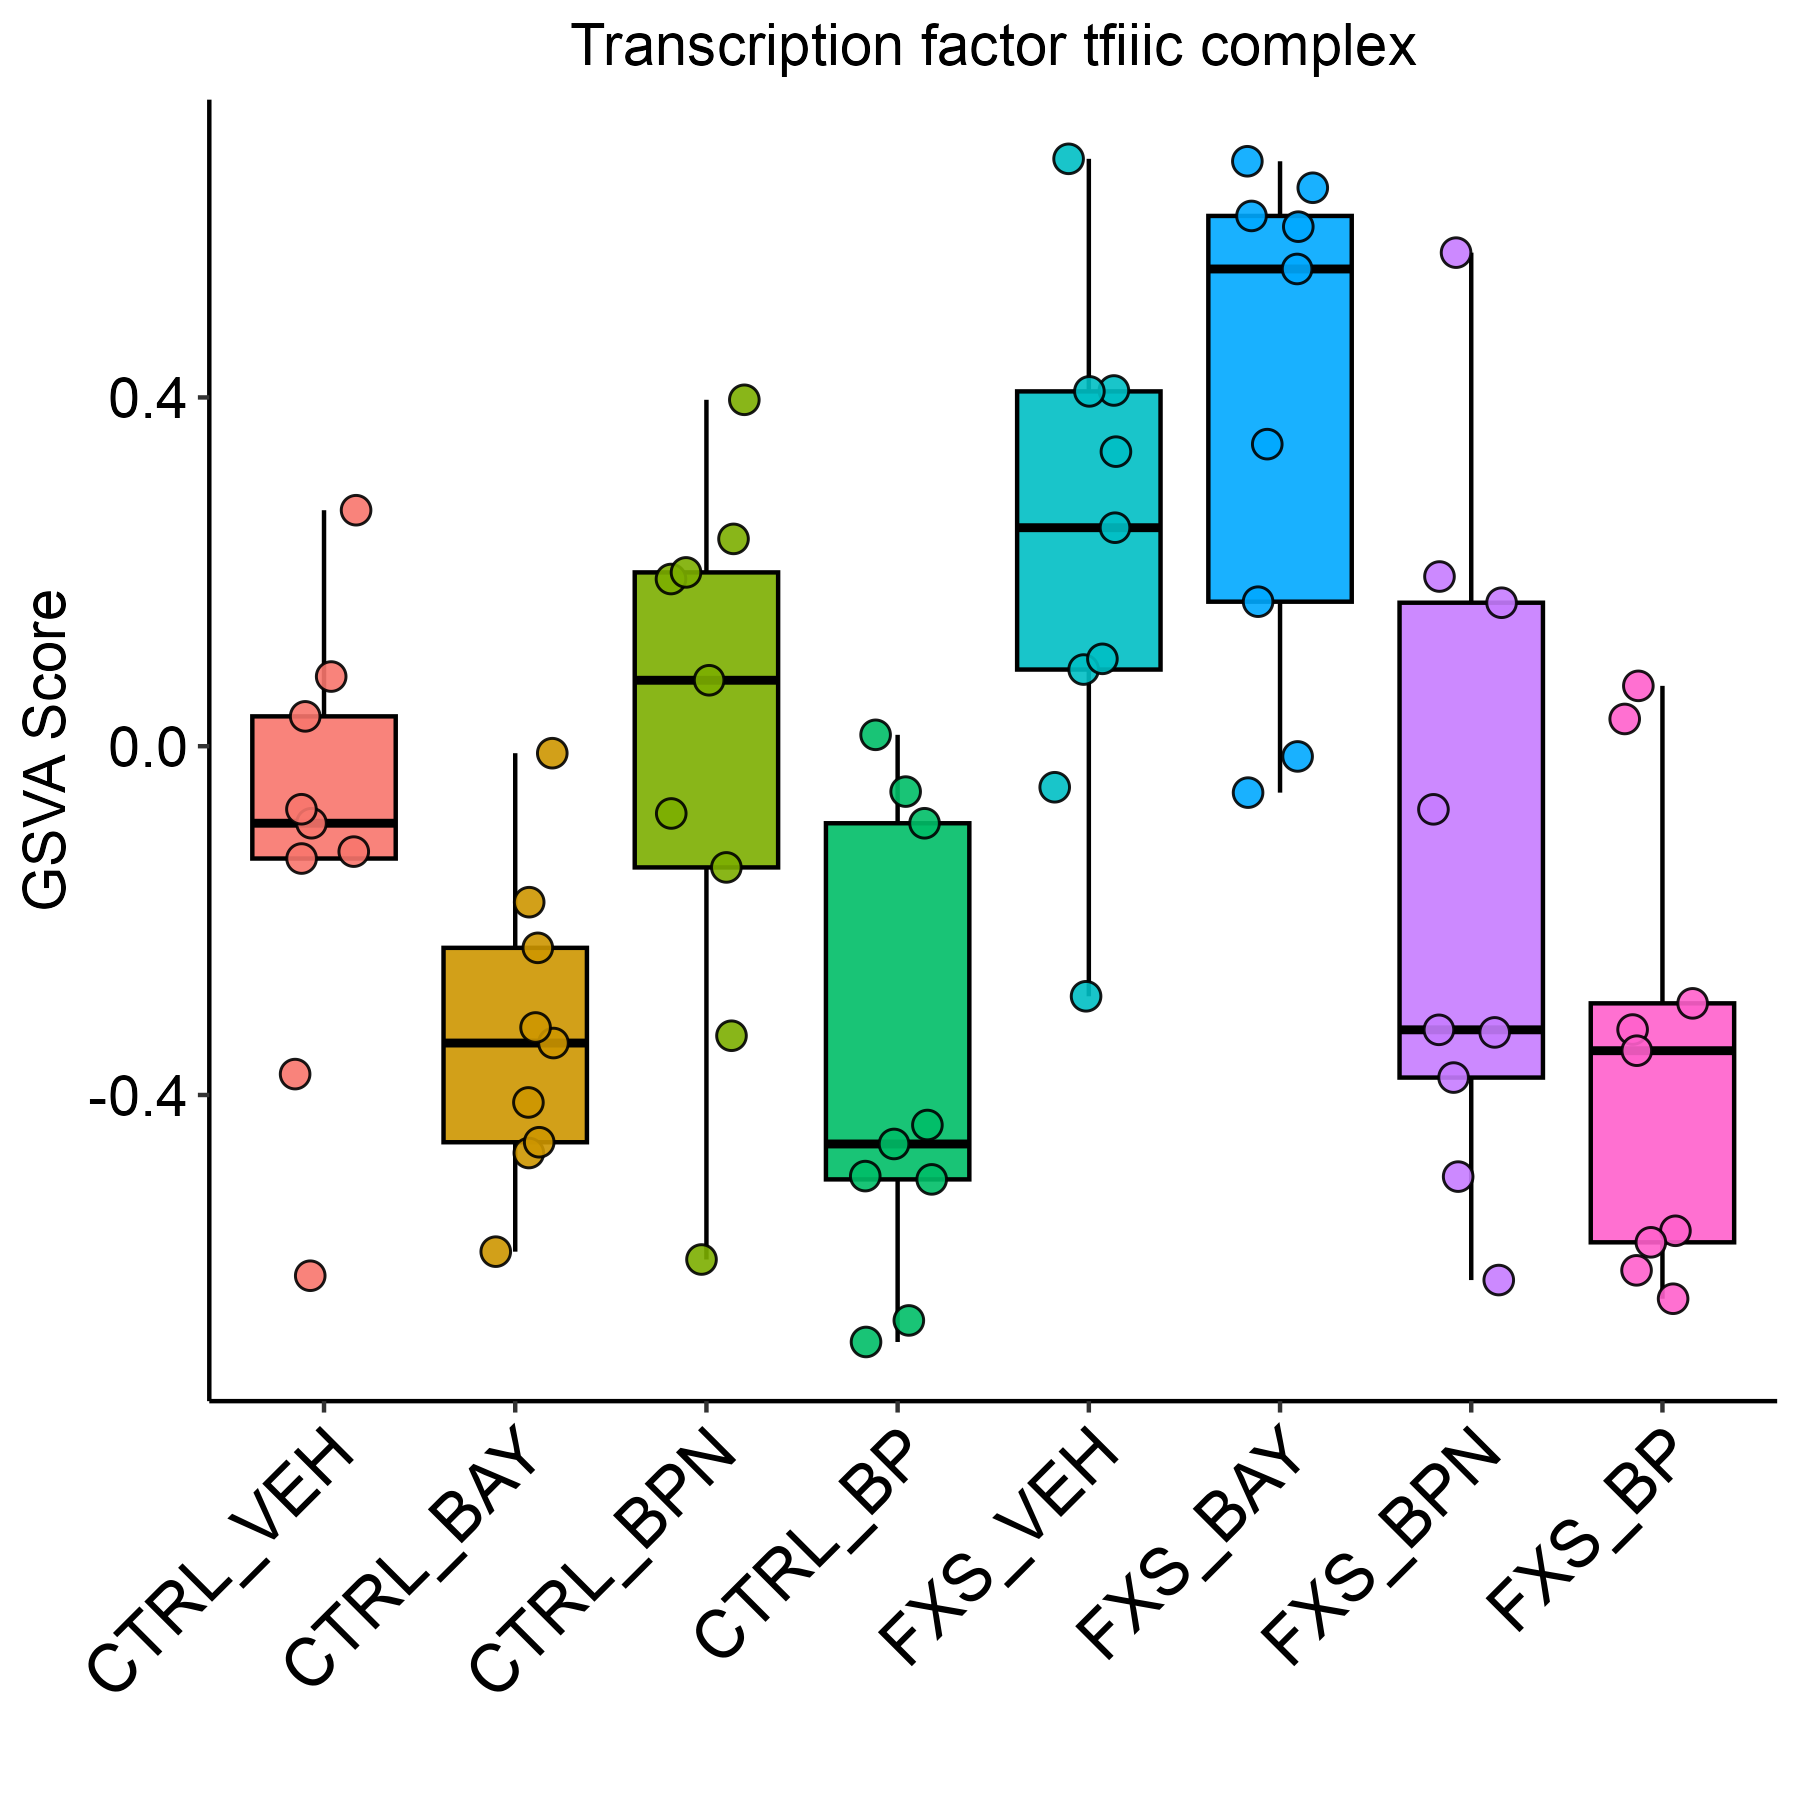 Transcription factor tfiiic complex
GSVA Score
0.4
0.0
-0.4
CTRL_VEH
CTRL_BAY
CTRL_BPN
CTRL_BP
FXS_VEH
FXS_BAY
FXS_BPN
FXS_BP